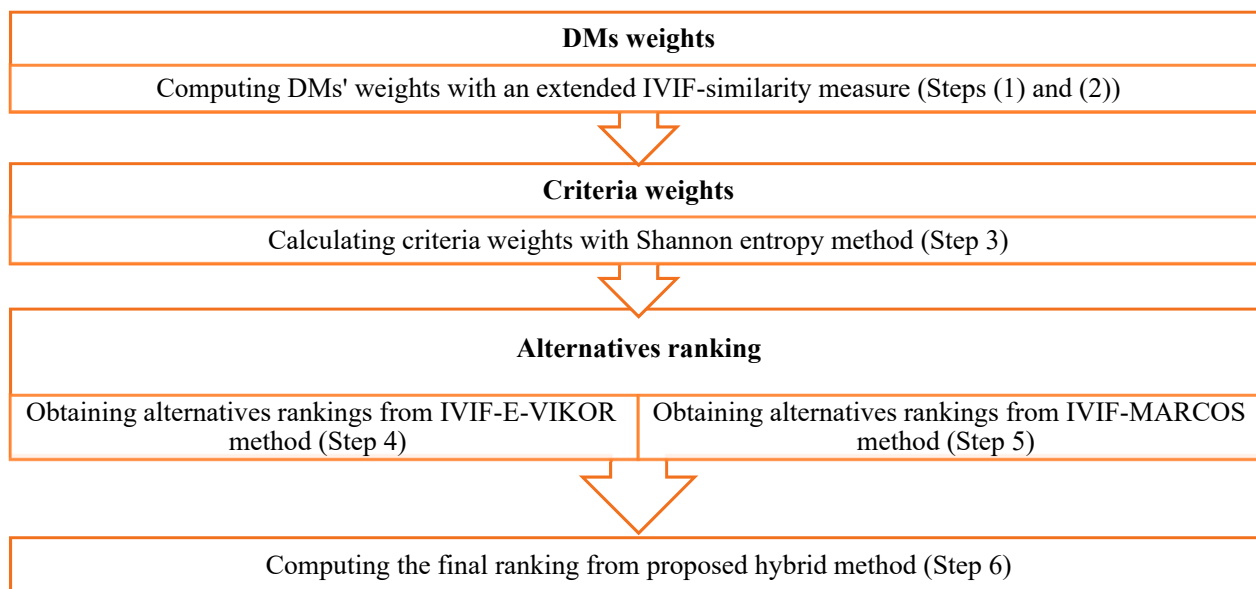 DMs weights
Computing DMs' weights with an extended IVIF-similarity measure (Steps (1) and (2))
Criteria weights
Calculating criteria weights with Shannon entropy method (Step 3)
Alternatives ranking
Obtaining alternatives rankings from IVIF-E-VIKOR
method (Step 4)
Obtaining alternatives rankings from IVIF-MARCOS
method (Step 5)
Computing the final ranking from proposed hybrid method (Step 6)